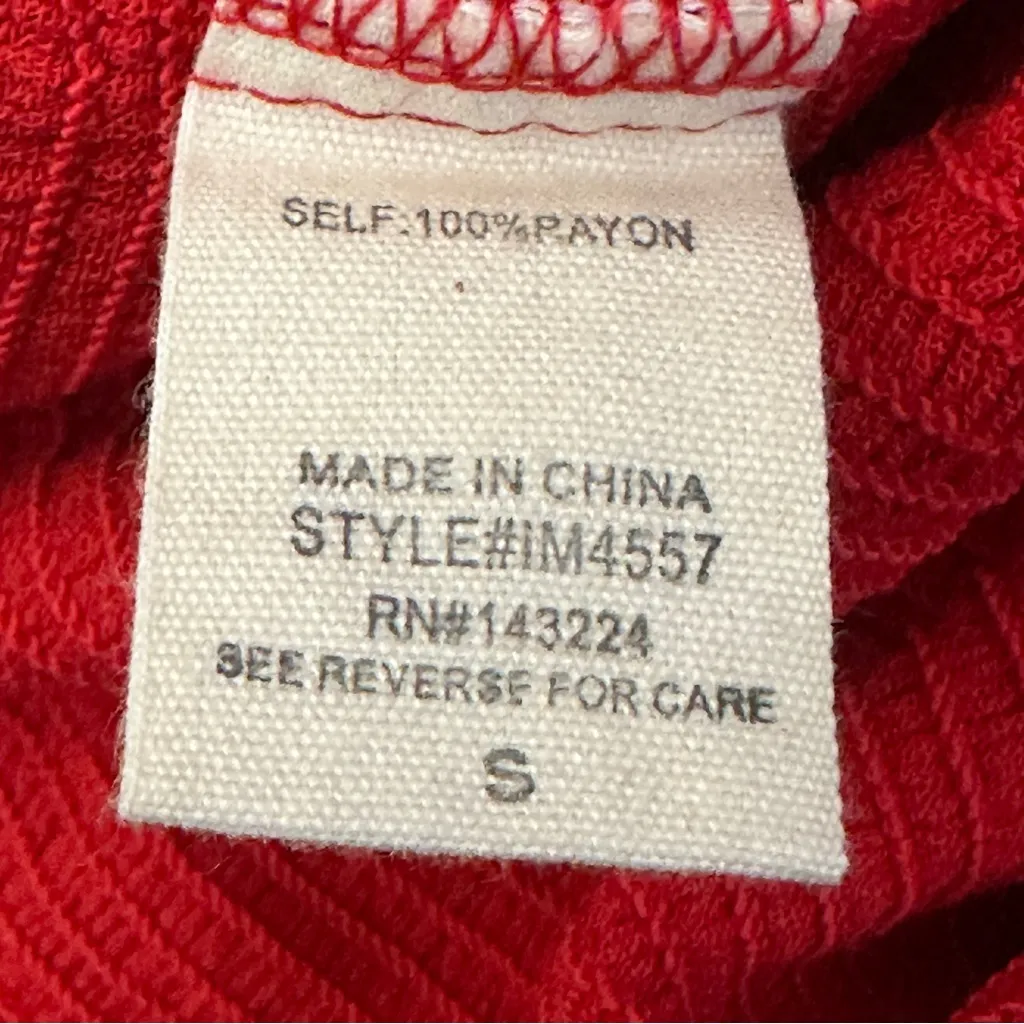 SELF:100%RAYON
MADE IN CHINA
STYLE#IM4557
RN#143224
SEE REVERSE FOR CARE
S